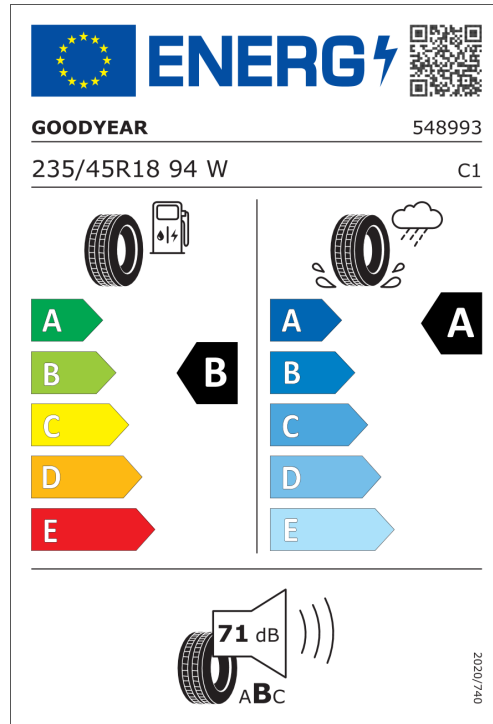 ENERG
GOODYEAR 548993
235/45R18 94 W C1
A A A
B B B
C C
D D
E E
71 dB
ABC
2020/740